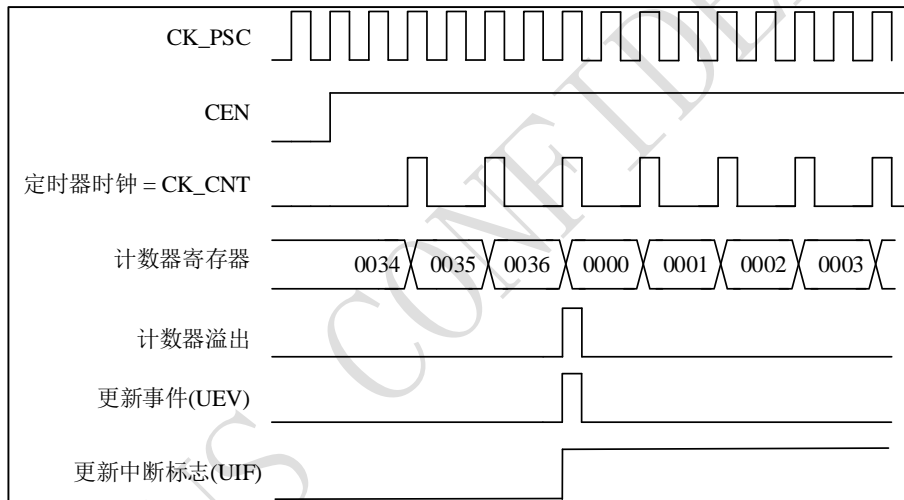 CK_PSC
CEN
定时器时钟 = CK_CNT
计数器寄存器 0034 0035 0036 0000 0001 0002 0003
计数器溢出
更新事件(UEV)
更新中断标志(UIF)